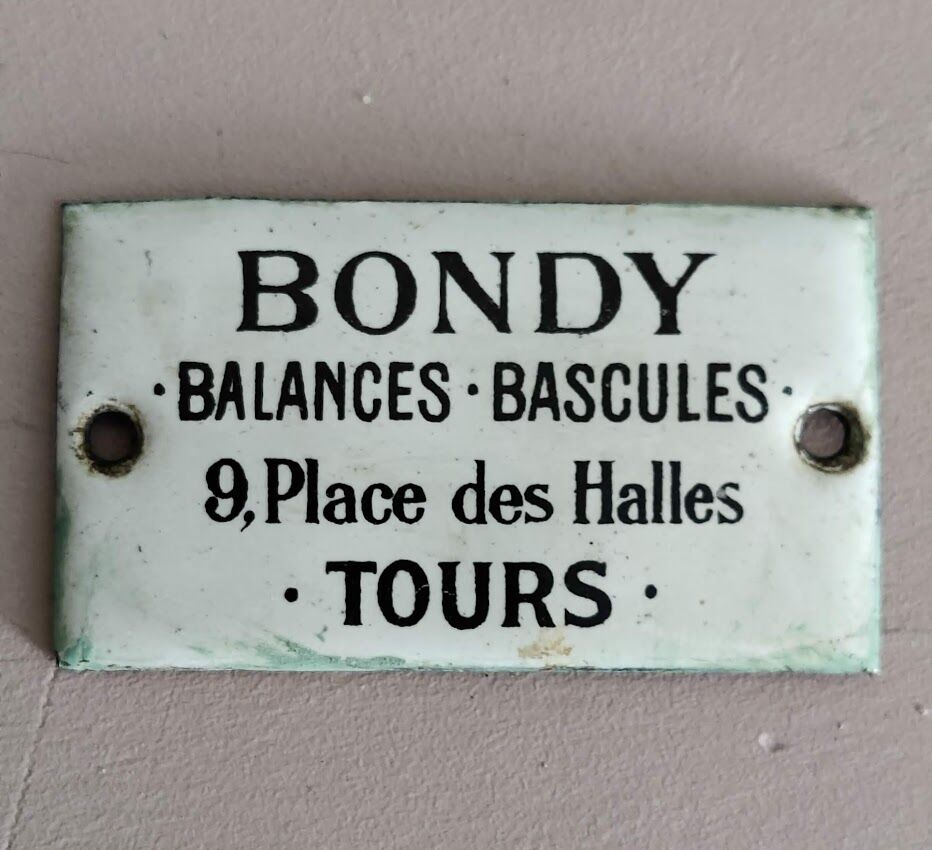 BONDY
·BALANCES·BASCULES·
9, Place des Halles
·TOURS·